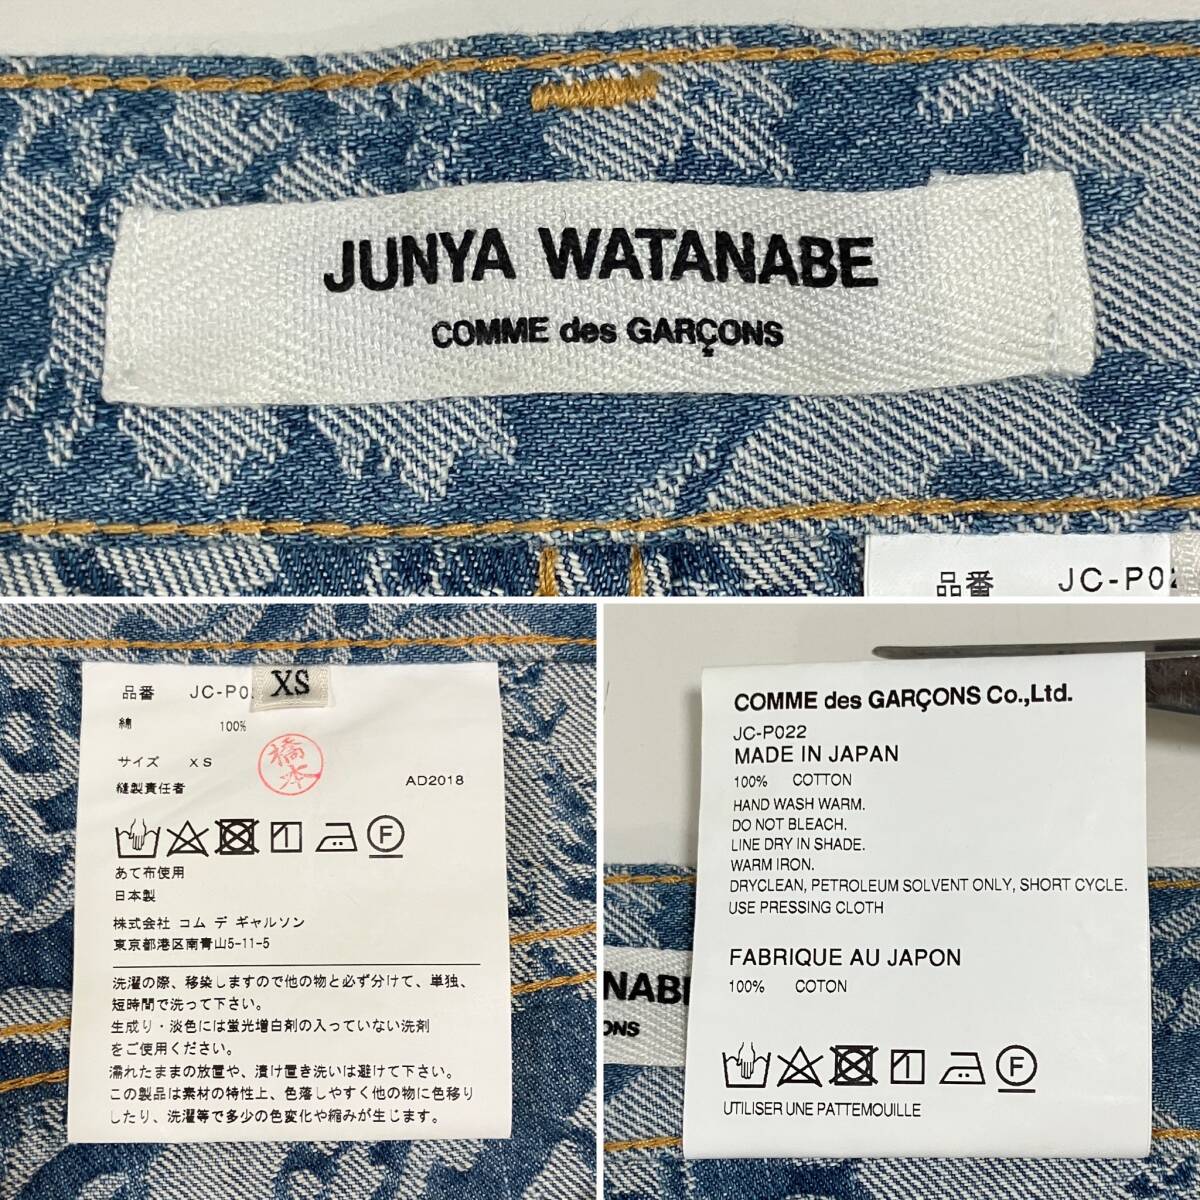 JUNYA WATANABE
COMME des GARÇONS
品番 JC-P02
品番 JC-P0
XS
綿 100%
サイズ XS
橋本
縫製責任者 AD2018
F
あて布使用
日本製
株式会社 コム デ ギャルソン
東京都港区南青山5-11-5
洗濯の際、移染しますので他の物と必ず分けて、単独、
短時間で洗って下さい。
生成り・淡色には蛍光増白剤の入っていない洗剤
をご使用ください。
濡れたままの放置や、漬け置き洗いは避けて下さい。
この製品は素材の特性上、色落しやすく他の物に色移り
したり、洗濯等で多少の色変化や縮みが生じます。
COMME des GARÇONS Co.,Ltd.
JC-P022
MADE IN JAPAN
100% COTTON
HAND WASH WARM.
DO NOT BLEACH.
LINE DRY IN SHADE.
WARM IRON.
DRYCLEAN, PETROLEUM SOLVENT ONLY, SHORT CYCLE.
USE PRESSING CLOTH
FABRIQUE AU JAPON
100% COTON
NAB
ONS
F
UTILISER UNE PATTEMOUILLE